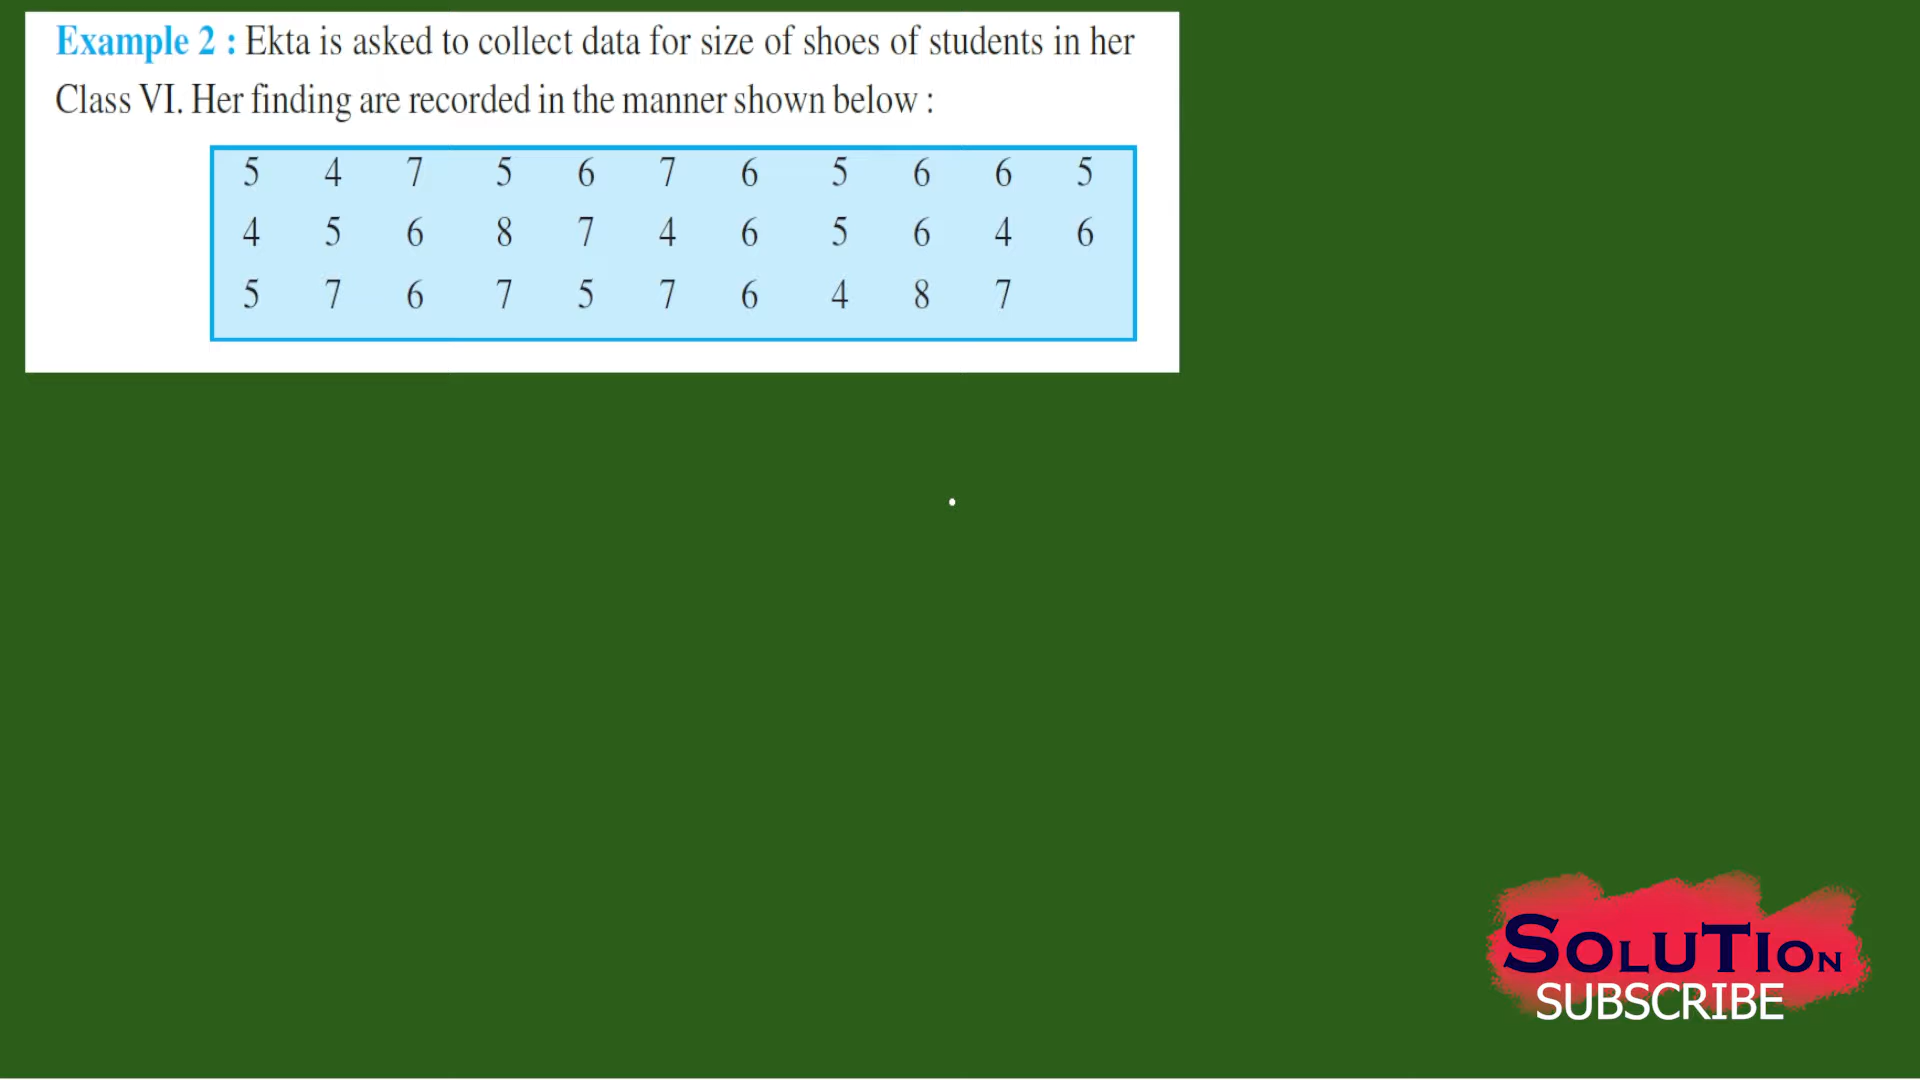 Example 2 : Ekta is asked to collect data for size of shoes of students in her
Class VI. Her finding are recorded in the manner shown below :
5 4 7 5 6 7 6 5 6 6 5
4 5 6 8 7 4 6 5 6 4 6
5 7 6 7 5 7 6 4 8 7
SOLUTION
SUBSCRIBE